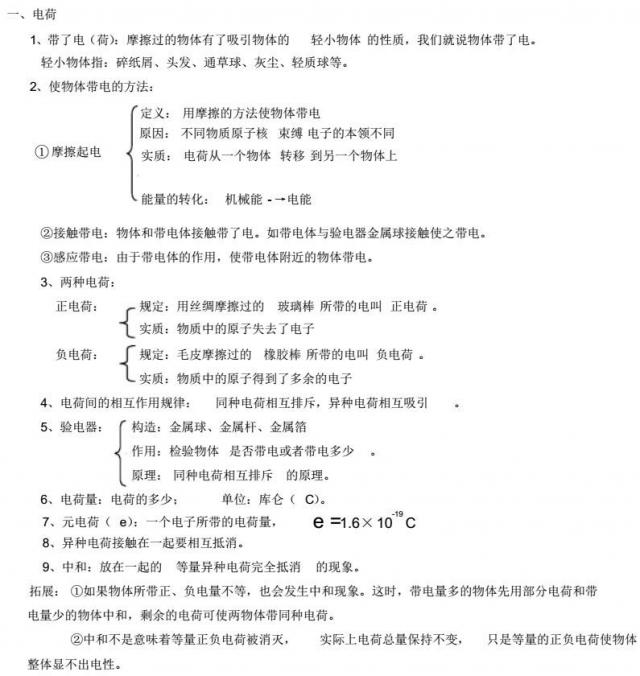 一、电荷
1、带了电（荷）：摩擦过的物体有了吸引物体的 轻小物体 的性质，我们就说物体带了电。
轻小物体指：碎纸屑、头发、通草球、灰尘、轻质球等。
2、使物体带电的方法：
①摩擦起电
定义： 用摩擦的方法使物体带电
原因： 不同物质原子核 束缚 电子的本领不同
实质： 电荷从一个物体 转移 到另一个物体上
能量的转化： 机械能 -→电能
②接触带电：物体和带电体接触带了电。如带电体与验电器金属球接触使之带电。
③感应带电：由于带电体的作用，使带电体附近的物体带电。
3、两种电荷：
正电荷：
规定：用丝绸摩擦过的 玻璃棒 所带的电叫 正电荷 。
实质：物质中的原子失去了电子
负电荷：
规定：毛皮摩擦过的 橡胶棒 所带的电叫 负电荷 。
实质：物质中的原子得到了多余的电子
4、电荷间的相互作用规律： 同种电荷相互排斥，异种电荷相互吸引 。
5、验电器：
构造：金属球、金属杆、金属箔
作用：检验物体 是否带电或者带电多少 。
原理： 同种电荷相互排斥 的原理。
6、电荷量：电荷的多少； 单位：库仑（ C）。
7、元电荷（ e）：一个电子所带的电荷量， e =1.6× 10⁻¹⁹ C
8、异种电荷接触在一起要相互抵消。
9、中和：放在一起的 等量异种电荷完全抵消 的现象。
拓展： ①如果物体所带正、负电量不等，也会发生中和现象。这时，带电量多的物体先用部分电荷和带
电量少的物体中和，剩余的电荷可使两物体带同种电荷。
②中和不是意味着等量正负电荷被消灭， 实际上电荷总量保持不变， 只是等量的正负电荷使物体
整体显不出电性。